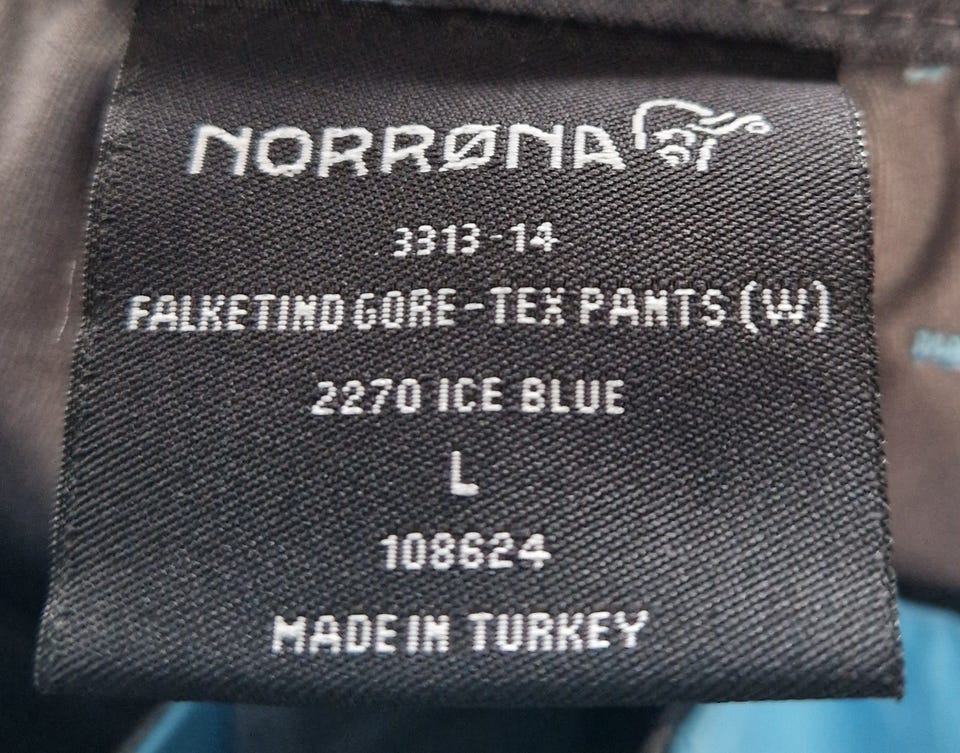 NORRØNA
3313-14
FALKETIND GORE-TEX PANTS (W)
2270 ICE BLUE
L
108624
MADE IN TURKEY